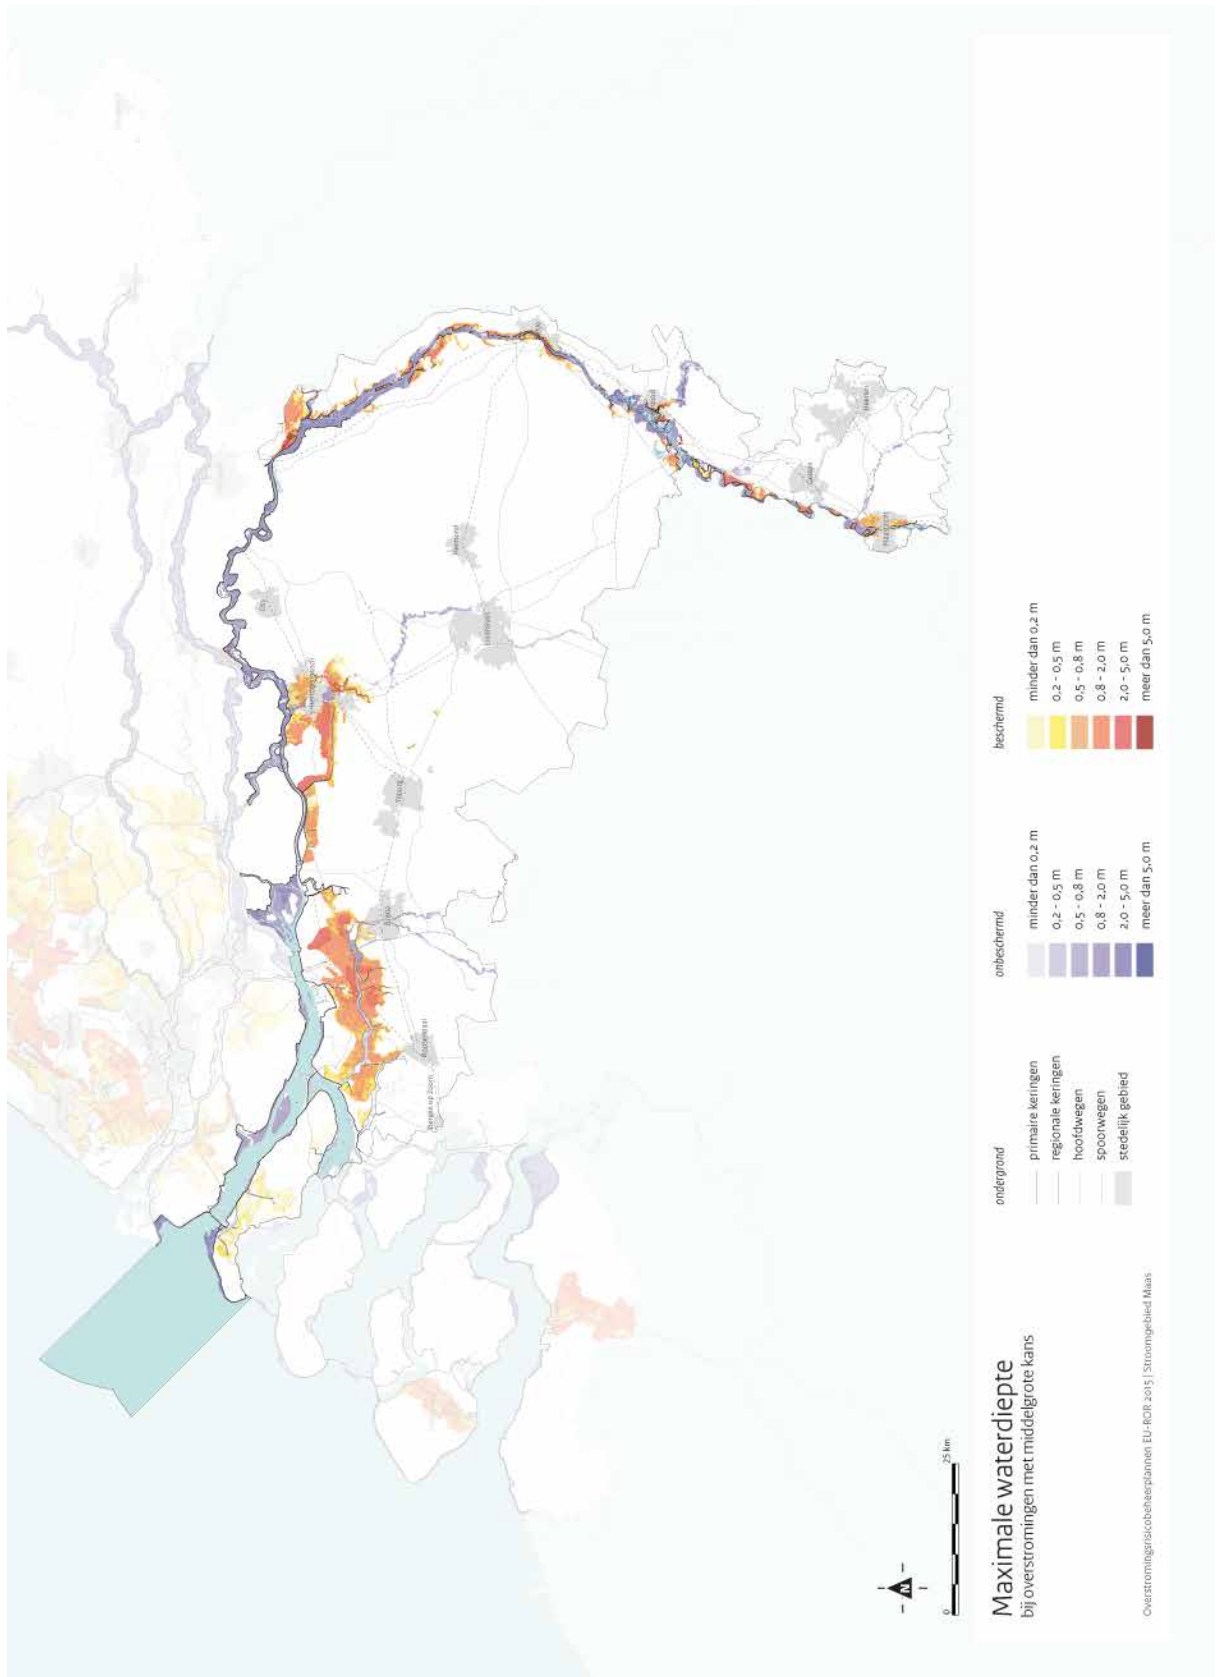 Maximale waterdiepte
bij overstromingen met middelgrote kans
ondergrond
primaire keringen
regionale keringen
hoofdwegen
spoorwegen
stedelijk gebied
onbeschermd
minder dan 0,2 m
0,2 - 0,5 m
0,5 - 0,8 m
0,8 - 2,0 m
2,0 - 5,0 m
meer dan 5,0 m
beschermd
minder dan 0,2 m
0,2 - 0,5 m
0,5 - 0,8 m
0,8 - 2,0 m
2,0 - 5,0 m
meer dan 5,0 m
Overstromingsrisicobeheerplannen EU-ROR 2015 | Stroomgebied Maas
0
25 km
N
Bergen op Zoom
Roosendaal
Breda
Tilburg
Oss
Eindhoven
Helmond
Maastricht
Heerlen